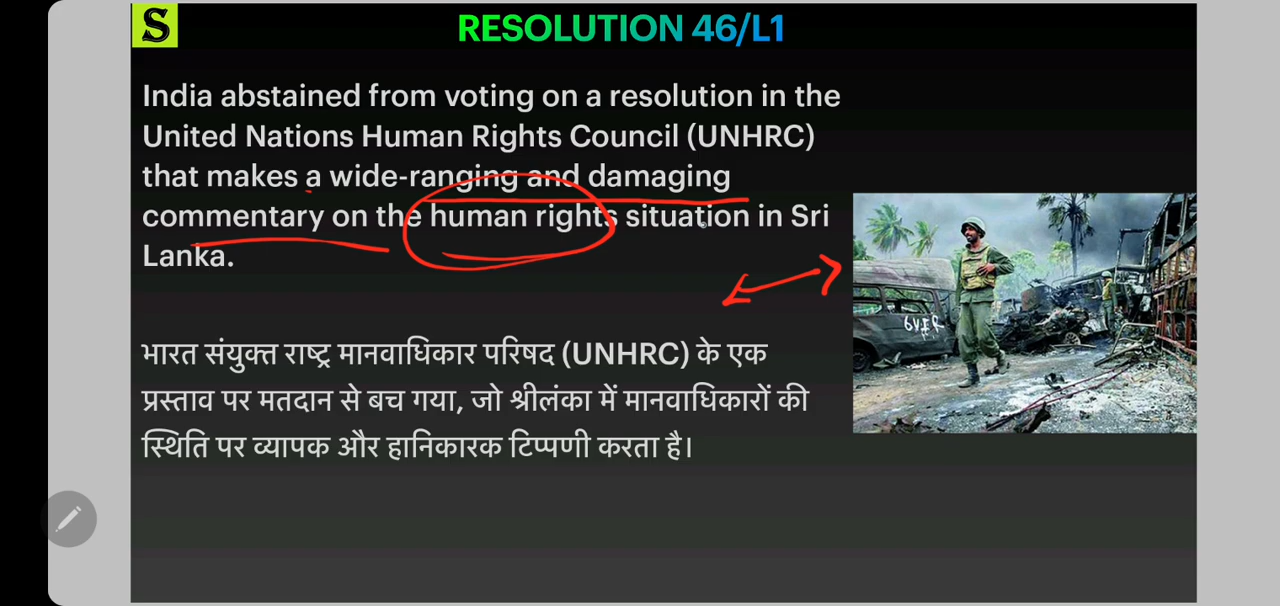 S
RESOLUTION 46/L1
India abstained from voting on a resolution in the
United Nations Human Rights Council (UNHRC)
that makes a wide-ranging and damaging
commentary on the human rights situation in Sri
Lanka.
भारत संयुक्त राष्ट्र मानवाधिकार परिषद (UNHRC) के एक
प्रस्ताव पर मतदान से बच गया, जो श्रीलंका में मानवाधिकारों की
स्थिति पर व्यापक और हानिकारक टिप्पणी करता है।